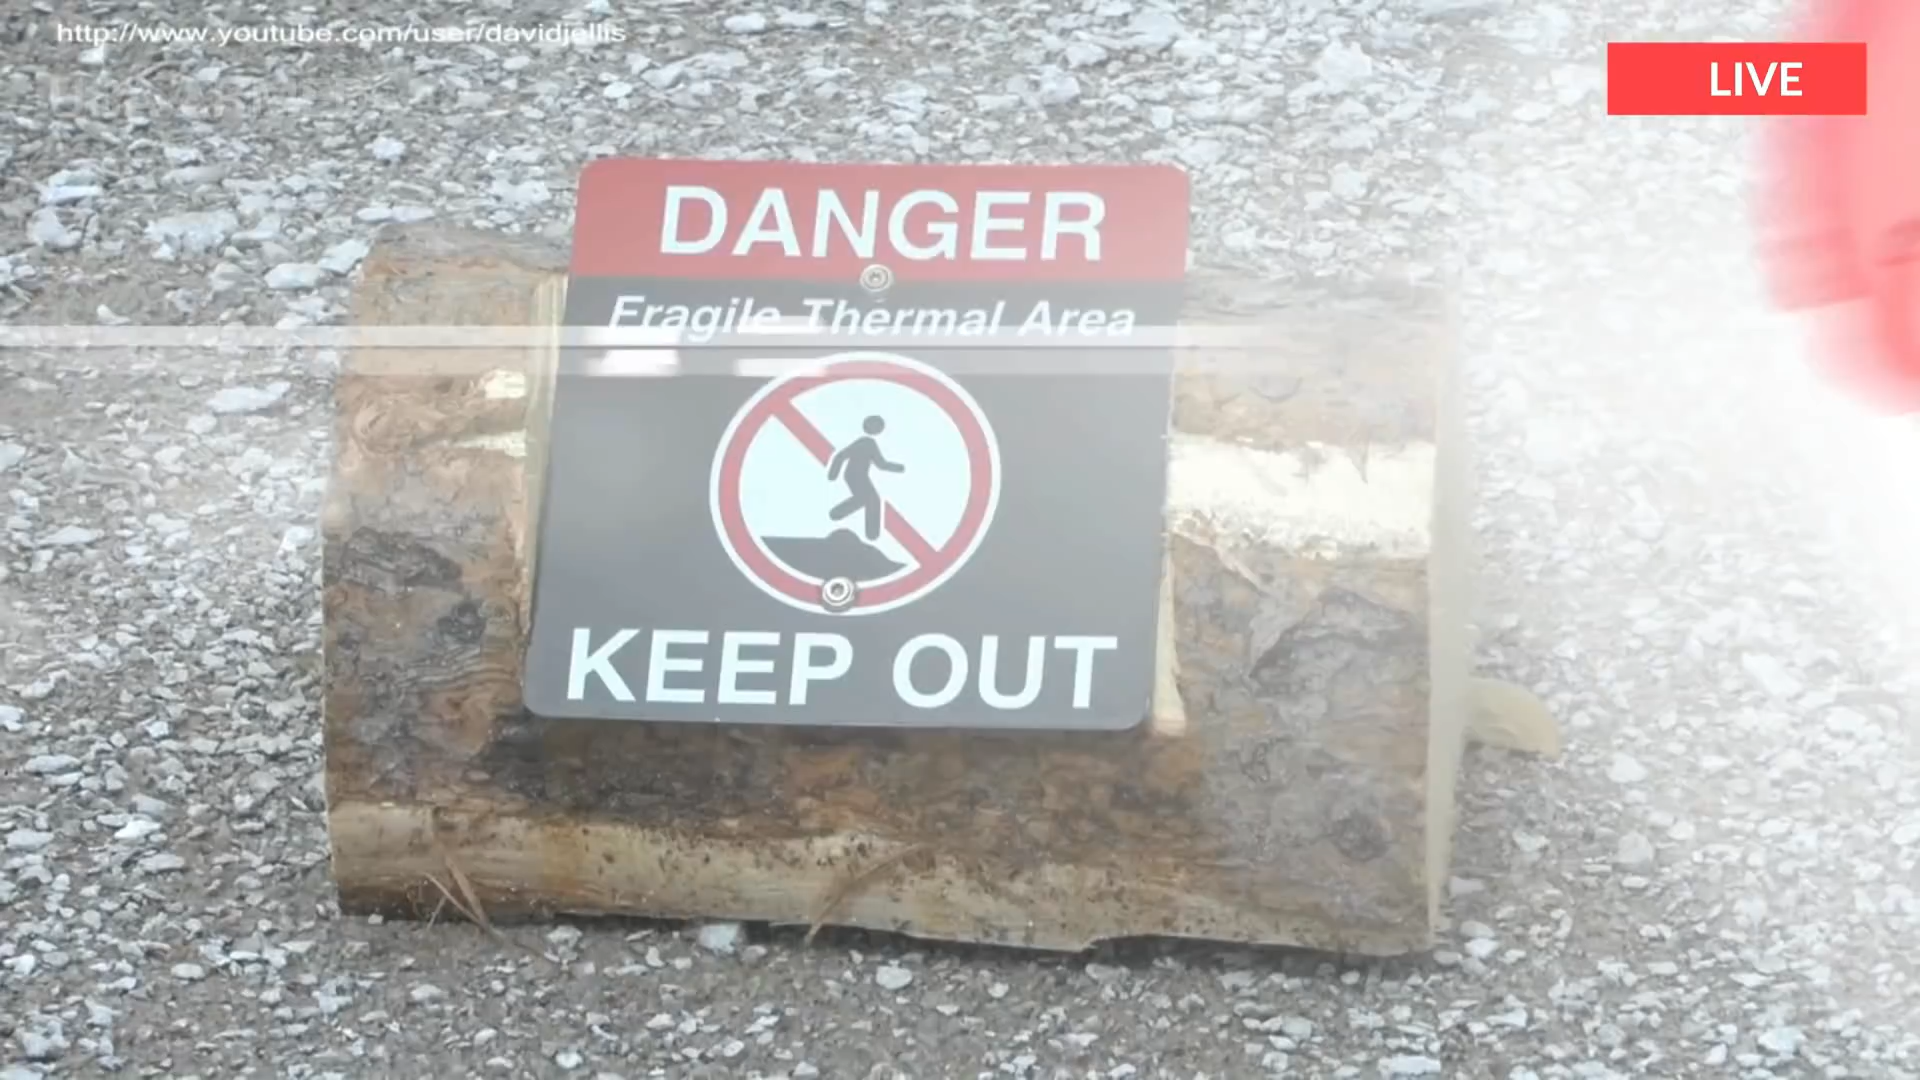 http://www.youtube.com/user/davidjellis
LIVE
DANGER
Fragile Thermal Area
KEEP OUT